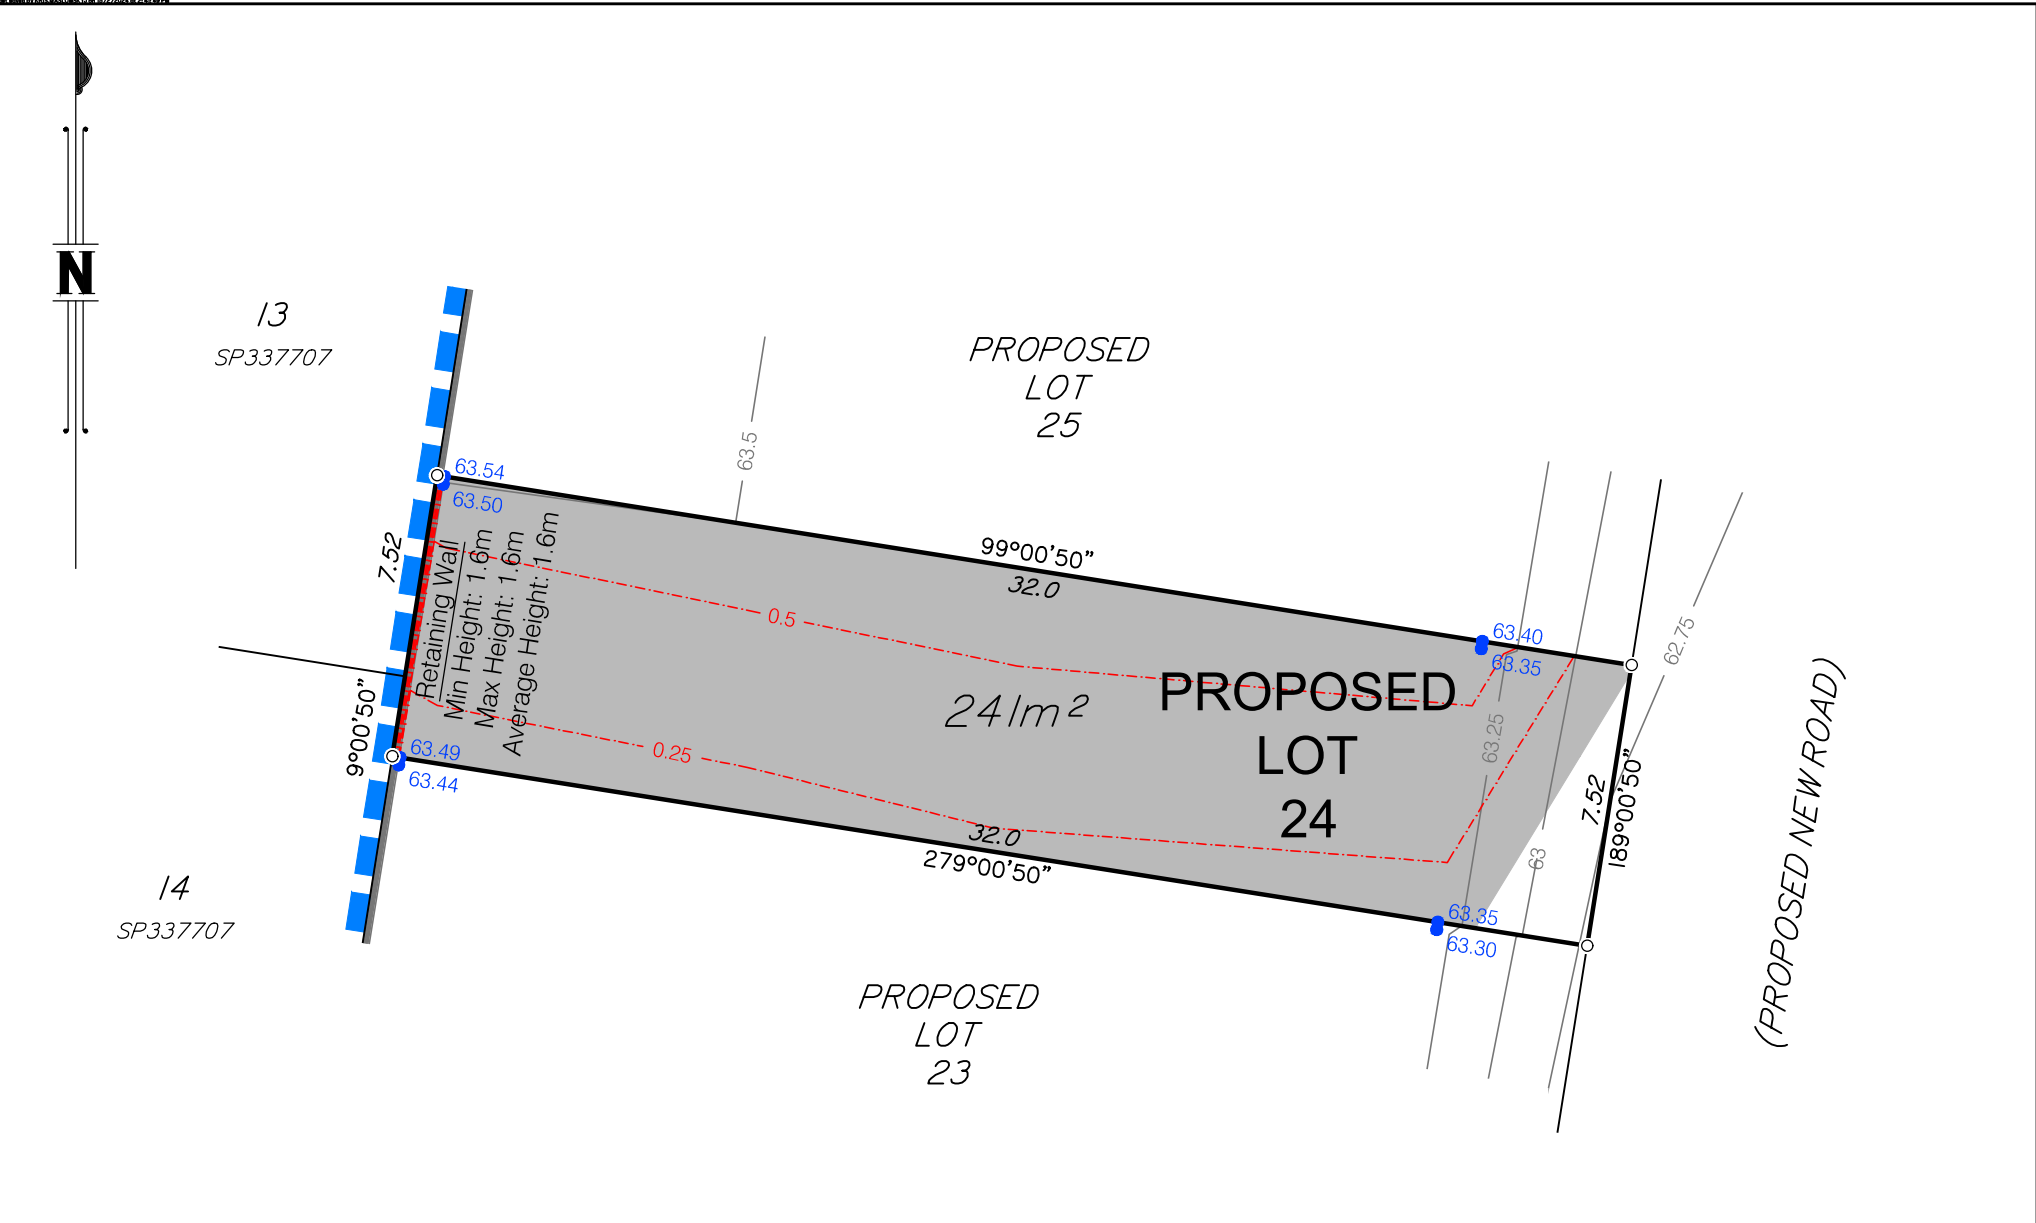 N
13
SP337707
PROPOSED
LOT
25
63.5
63.54
63.50
7.52
Retaining Wall
Min Height: 1.6m
Max Height: 1.6m
Average Height: 1.6m
99°00'50"
32.0
0.5
63.40
63.35
62.75
241m²
PROPOSED
LOT
24
63.25
63
0.25
9°00'50"
63.49
63.44
7.52
189°00'50"
32.0
279°00'50"
63.35
63.30
14
SP337707
PROPOSED
LOT
23
(PROPOSED NEW ROAD)